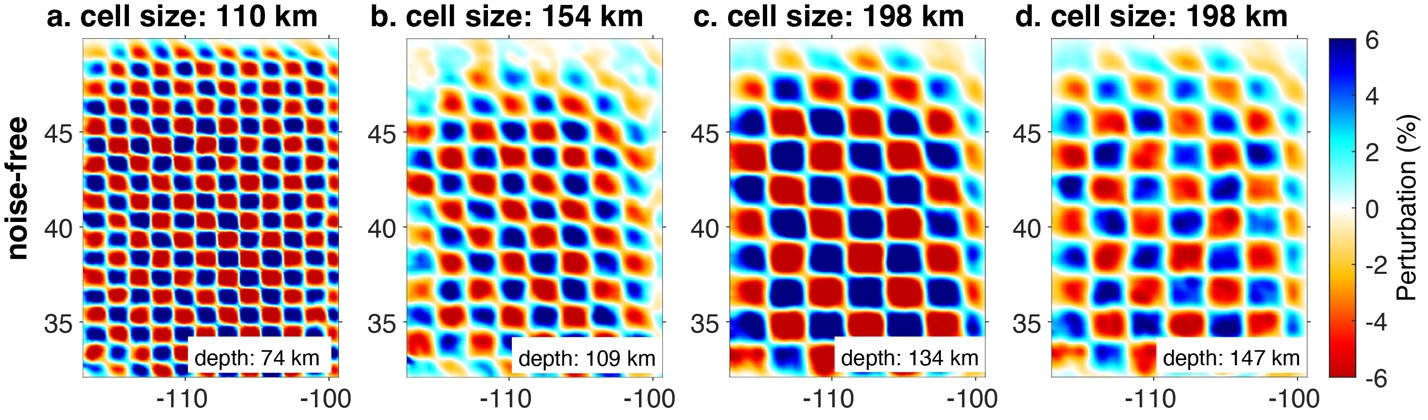 a. cell size: 110 km
b. cell size: 154 km
c. cell size: 198 km
d. cell size: 198 km
noise-free
45
40
35
-110
-100
depth: 74 km
45
40
35
-110
-100
depth: 109 km
45
40
35
-110
-100
depth: 134 km
45
40
35
-110
-100
depth: 147 km
6
4
2
0
-2
-4
-6
Perturbation (%)